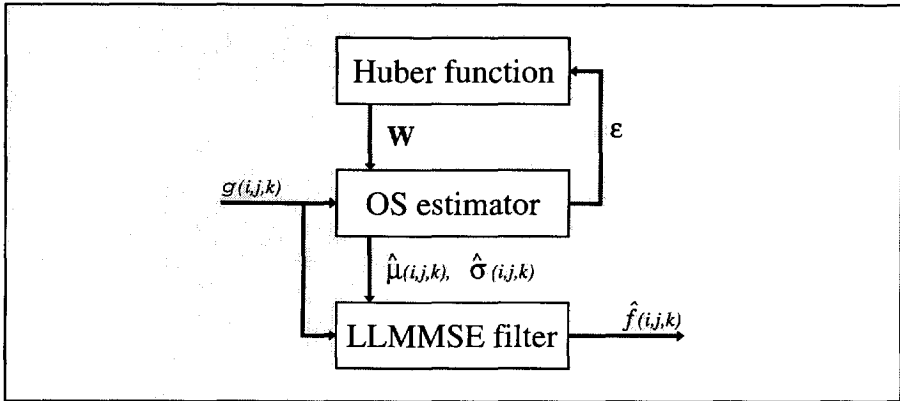 Huber function
W
ε
g(i,j,k)
OS estimator
μ̂(i,j,k), σ̂(i,j,k)
LLMMSE filter
f̂(i,j,k)